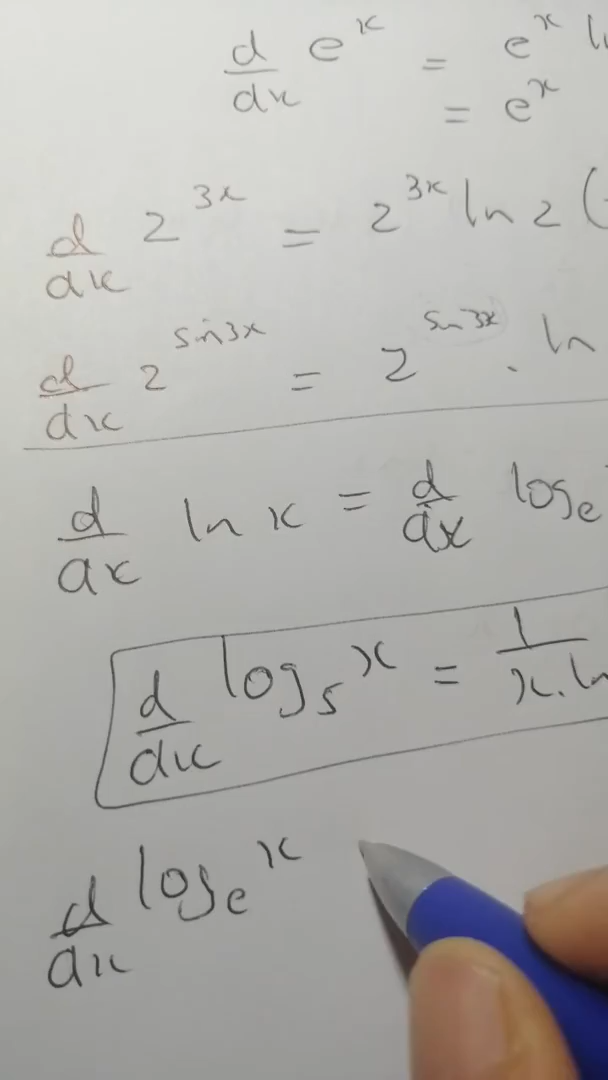 d/dx e^x = e^x
= e^x
d/dx 2^3x = 2^3x ln 2 (
d/dx 2^sin3x = 2^sin3x . ln
d/dx ln x = d/dx log_e
d/dx log_5 x = 1/x.ln
d/dx log_e x